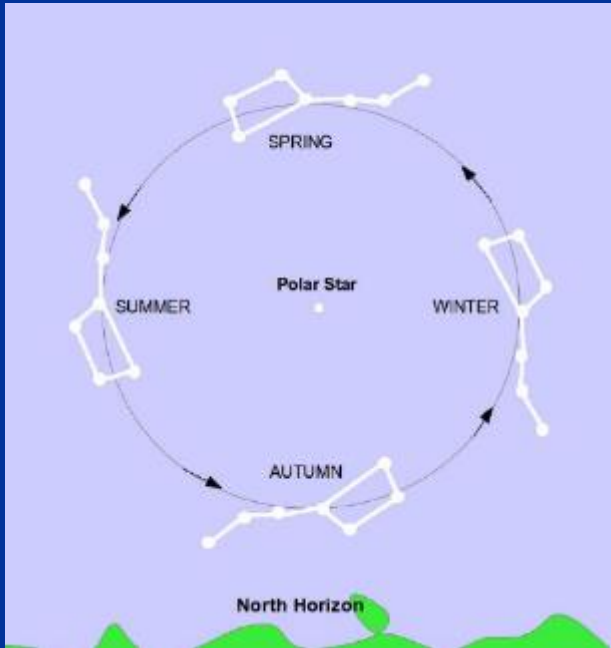 SPRING
Polar Star
SUMMER
WINTER
AUTUMN
North Horizon